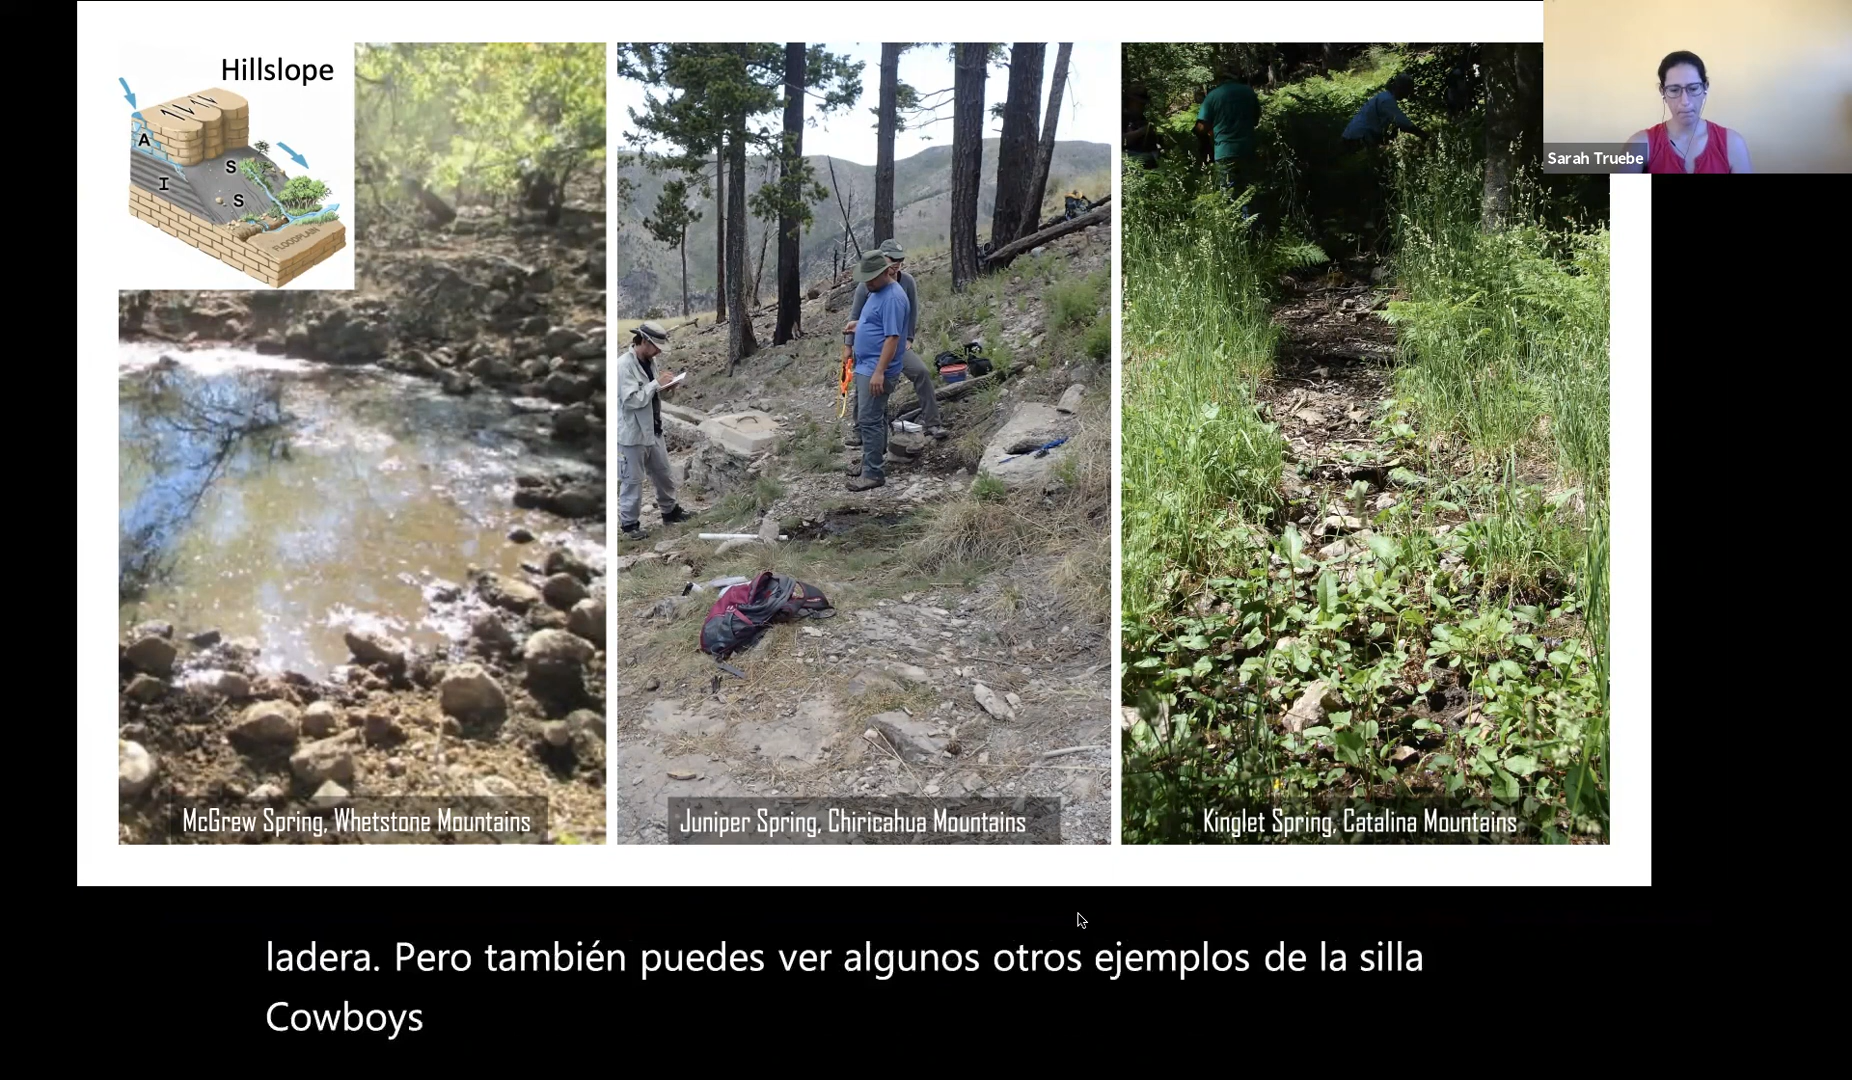 Hillslope
A
I
S
S
FLOODPLAIN
Sarah Truebe
McGrew Spring, Whetstone Mountains
Juniper Spring, Chiricahua Mountains
Kinglet Spring, Catalina Mountains
ladera. Pero también puedes ver algunos otros ejemplos de la silla
Cowboys